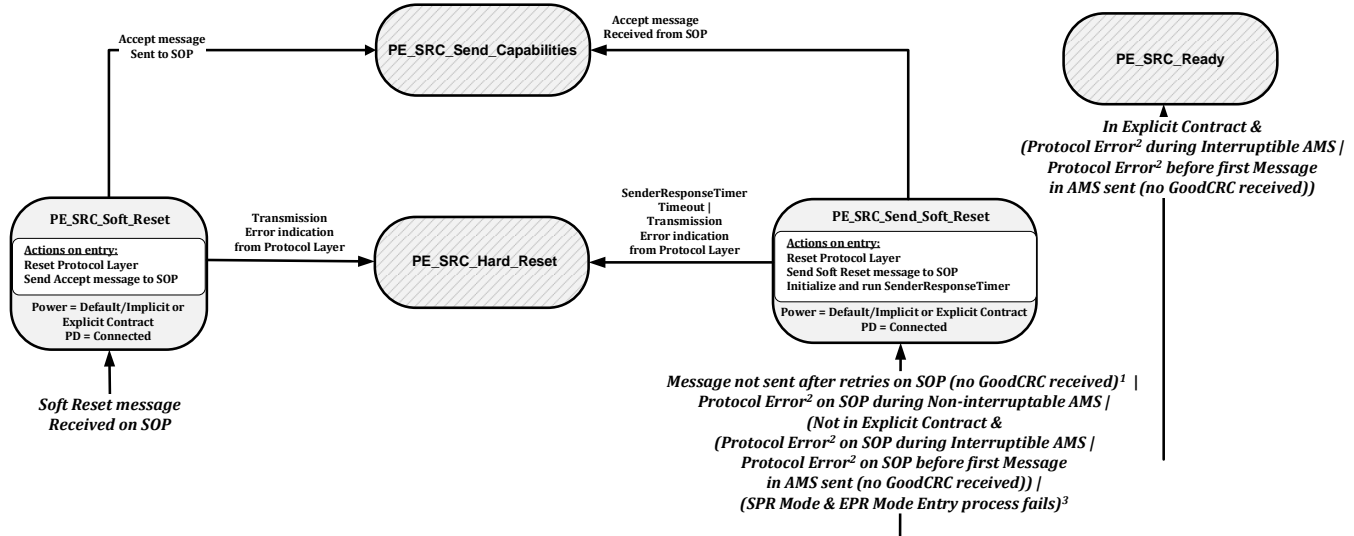 Accept message
Sent to SOP
PE_SRC_Send_Capabilities
Accept message
Received from SOP
PE_SRC_Ready
In Explicit Contract &
(Protocol Error² during Interruptible AMS |
Protocol Error² before first Message
in AMS sent (no GoodCRC received))
PE_SRC_Soft_Reset
Actions on entry:
Reset Protocol Layer
Send Accept message to SOP
Power = Default/Implicit or
Explicit Contract
PD = Connected
Transmission
Error indication
from Protocol Layer
PE_SRC_Hard_Reset
SenderResponseTimer
Timeout |
Transmission
Error indication
from Protocol Layer
PE_SRC_Send_Soft_Reset
Actions on entry:
Reset Protocol Layer
Send Soft Reset message to SOP
Initialize and run SenderResponseTimer
Power = Default/Implicit or Explicit Contract
PD = Connected
Soft Reset message
Received on SOP
Message not sent after retries on SOP (no GoodCRC received)¹ |
Protocol Error² on SOP during Non-interruptable AMS |
(Not in Explicit Contract &
(Protocol Error² on SOP during Interruptible AMS |
Protocol Error² on SOP before first Message
in AMS sent (no GoodCRC received)) |
(SPR Mode & EPR Mode Entry process fails)³